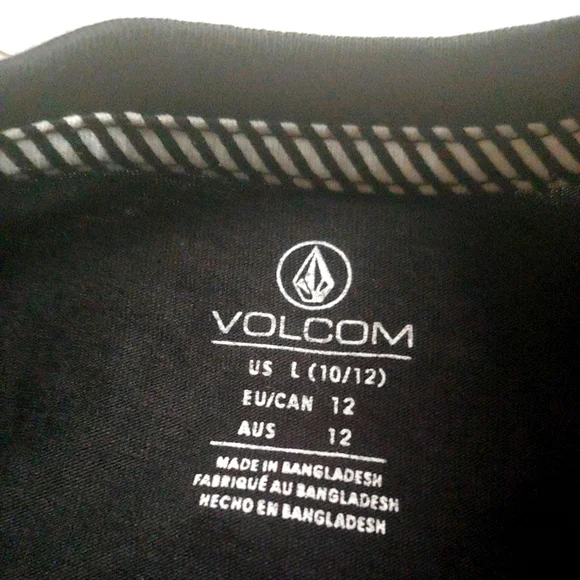 VOLCOM
US L (10/12)
EU/CAN 12
AUS 12
MADE IN BANGLADESH
FABRIQUÉ AU BANGLADESH
HECHO EN BANGLADESH